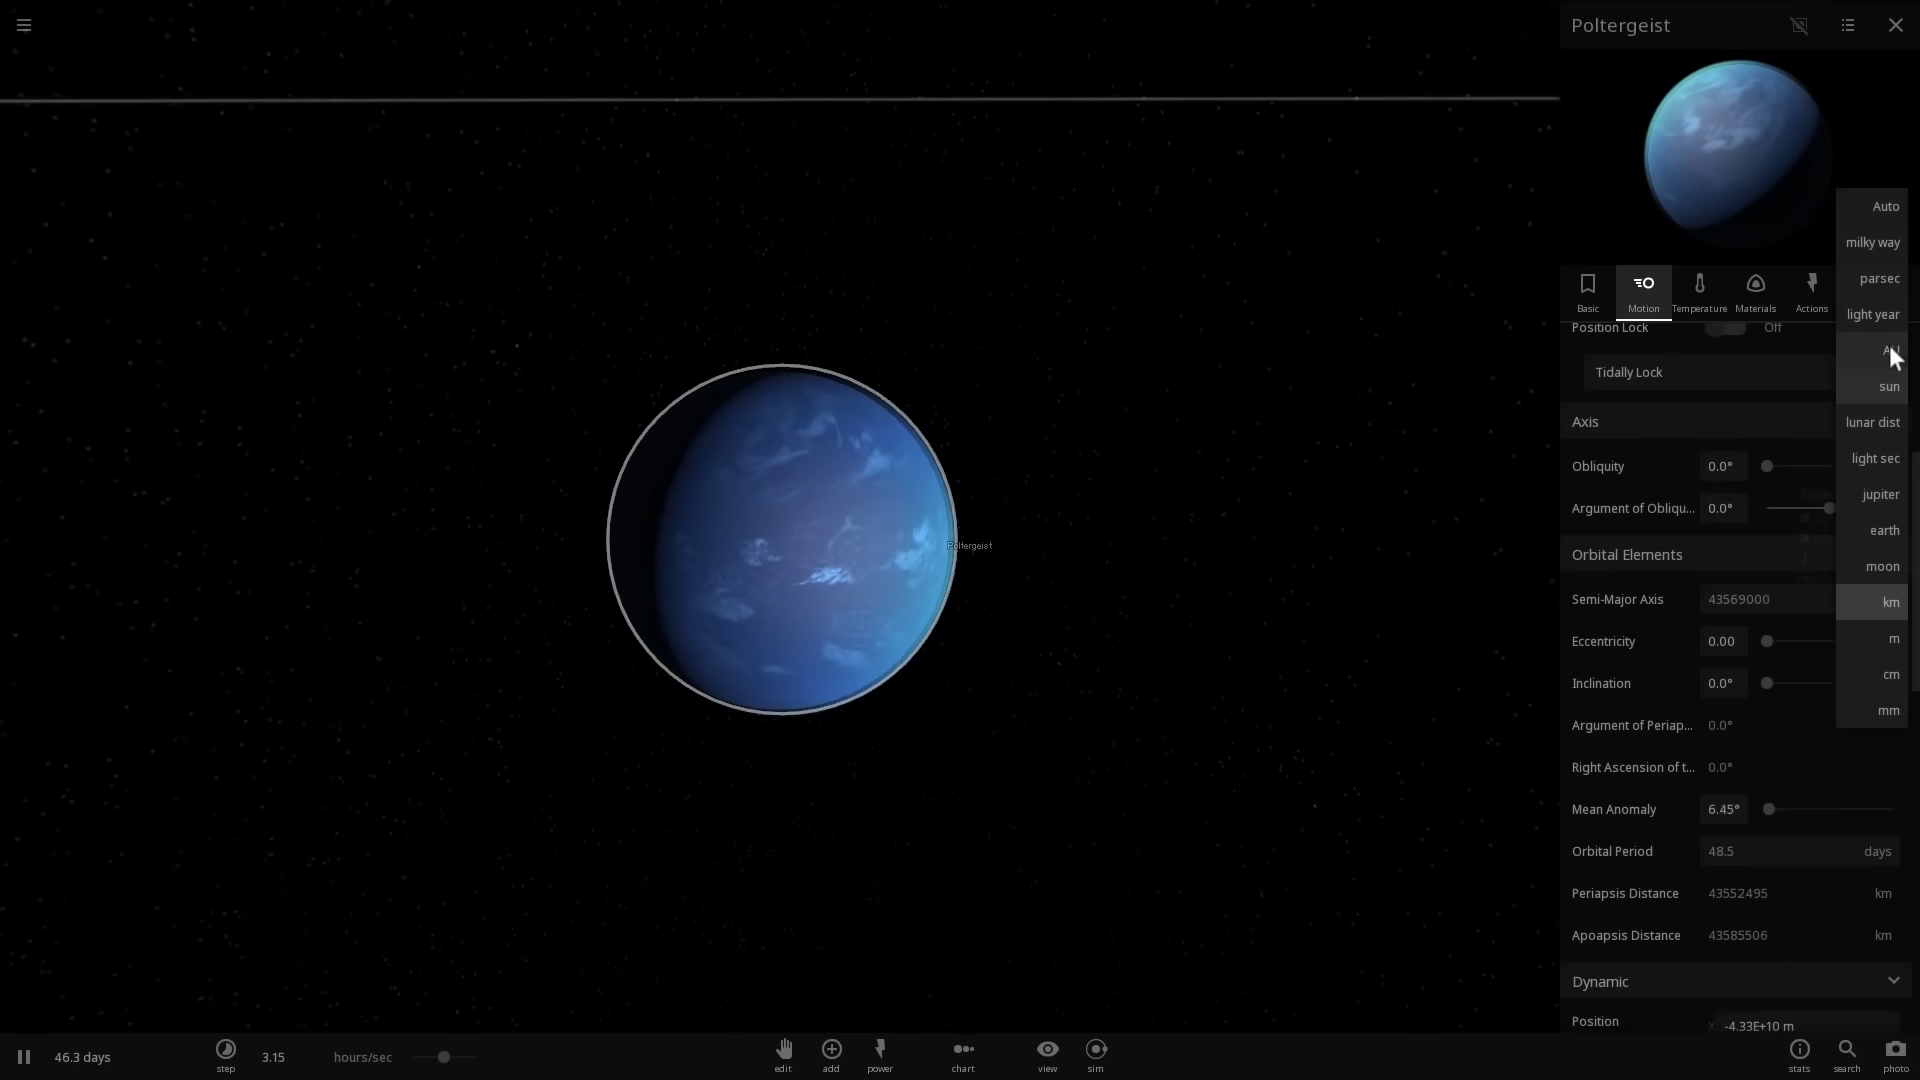 Poltergeist
Auto
milky way
parsec
light year
AU
sun
lunar dist
light sec
jupiter
earth
moon
km
m
cm
mm
Basic
Motion
Temperature
Materials
Actions
Position Lock Off
Tidally Lock
Axis
Obliquity 0.0°
Argument of Obliqu... 0.0°
Orbital Elements
Semi-Major Axis 43569000
Eccentricity 0.00
Inclination 0.0°
Argument of Periap... 0.0°
Right Ascension of t... 0.0°
Mean Anomaly 6.45°
Orbital Period 48.5 days
Periapsis Distance 43552495 km
Apoapsis Distance 43585506 km
Dynamic
Position X -4.33E+10 m
Poltergeist
46.3 days
step
3.15 hours/sec
edit
add
power
chart
view
sim
stats
search
photo